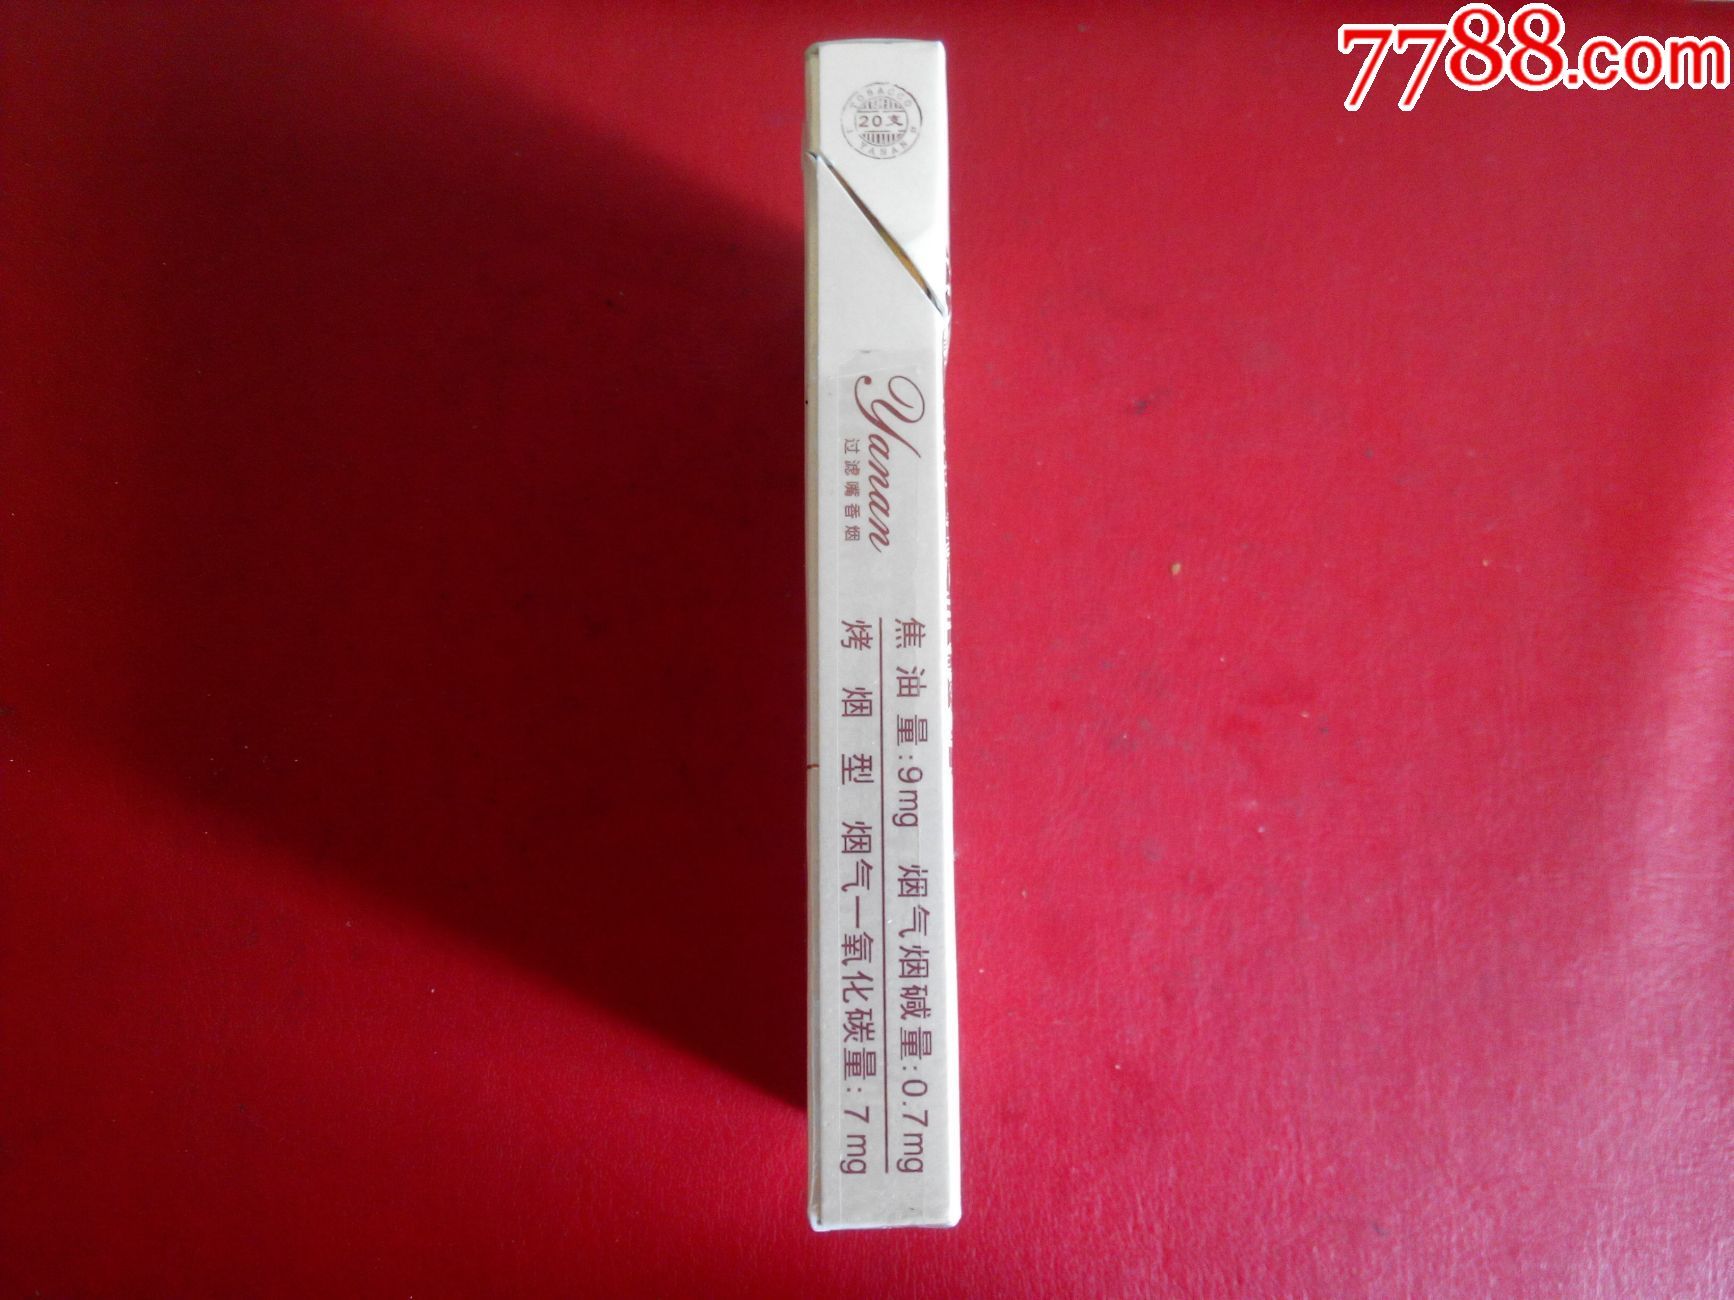 7788.com
TOBACCO
20支
YANAN
Yanan
过滤嘴香烟
焦油量:9mg 烟气烟碱量:0.7mg
烤烟型 烟气一氧化碳量:7mg